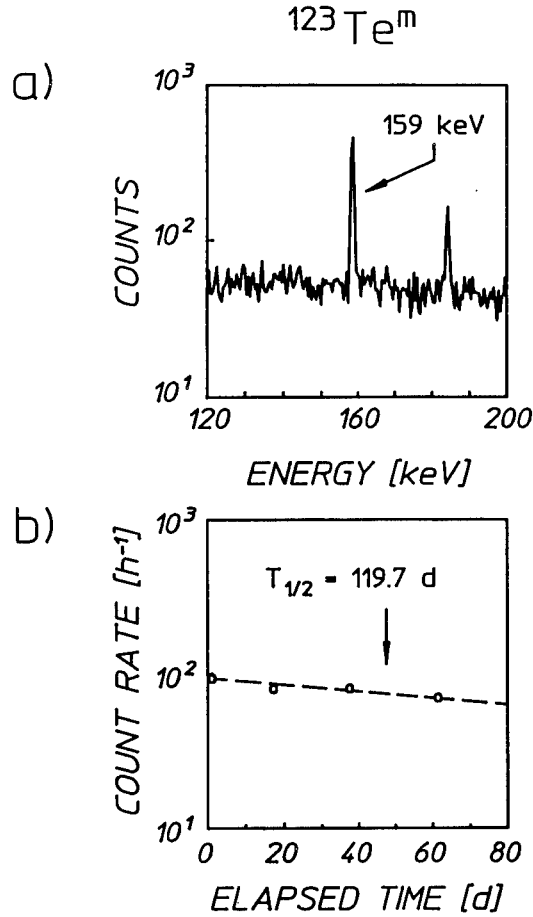 ¹²³Teᵐ
a)
10³
10²
10¹
COUNTS
159 keV
120 160 200
ENERGY [keV]
b)
10³
10²
10¹
COUNT RATE [h⁻¹]
T₁/₂ = 119.7 d
0 20 40 60 80
ELAPSED TIME [d]